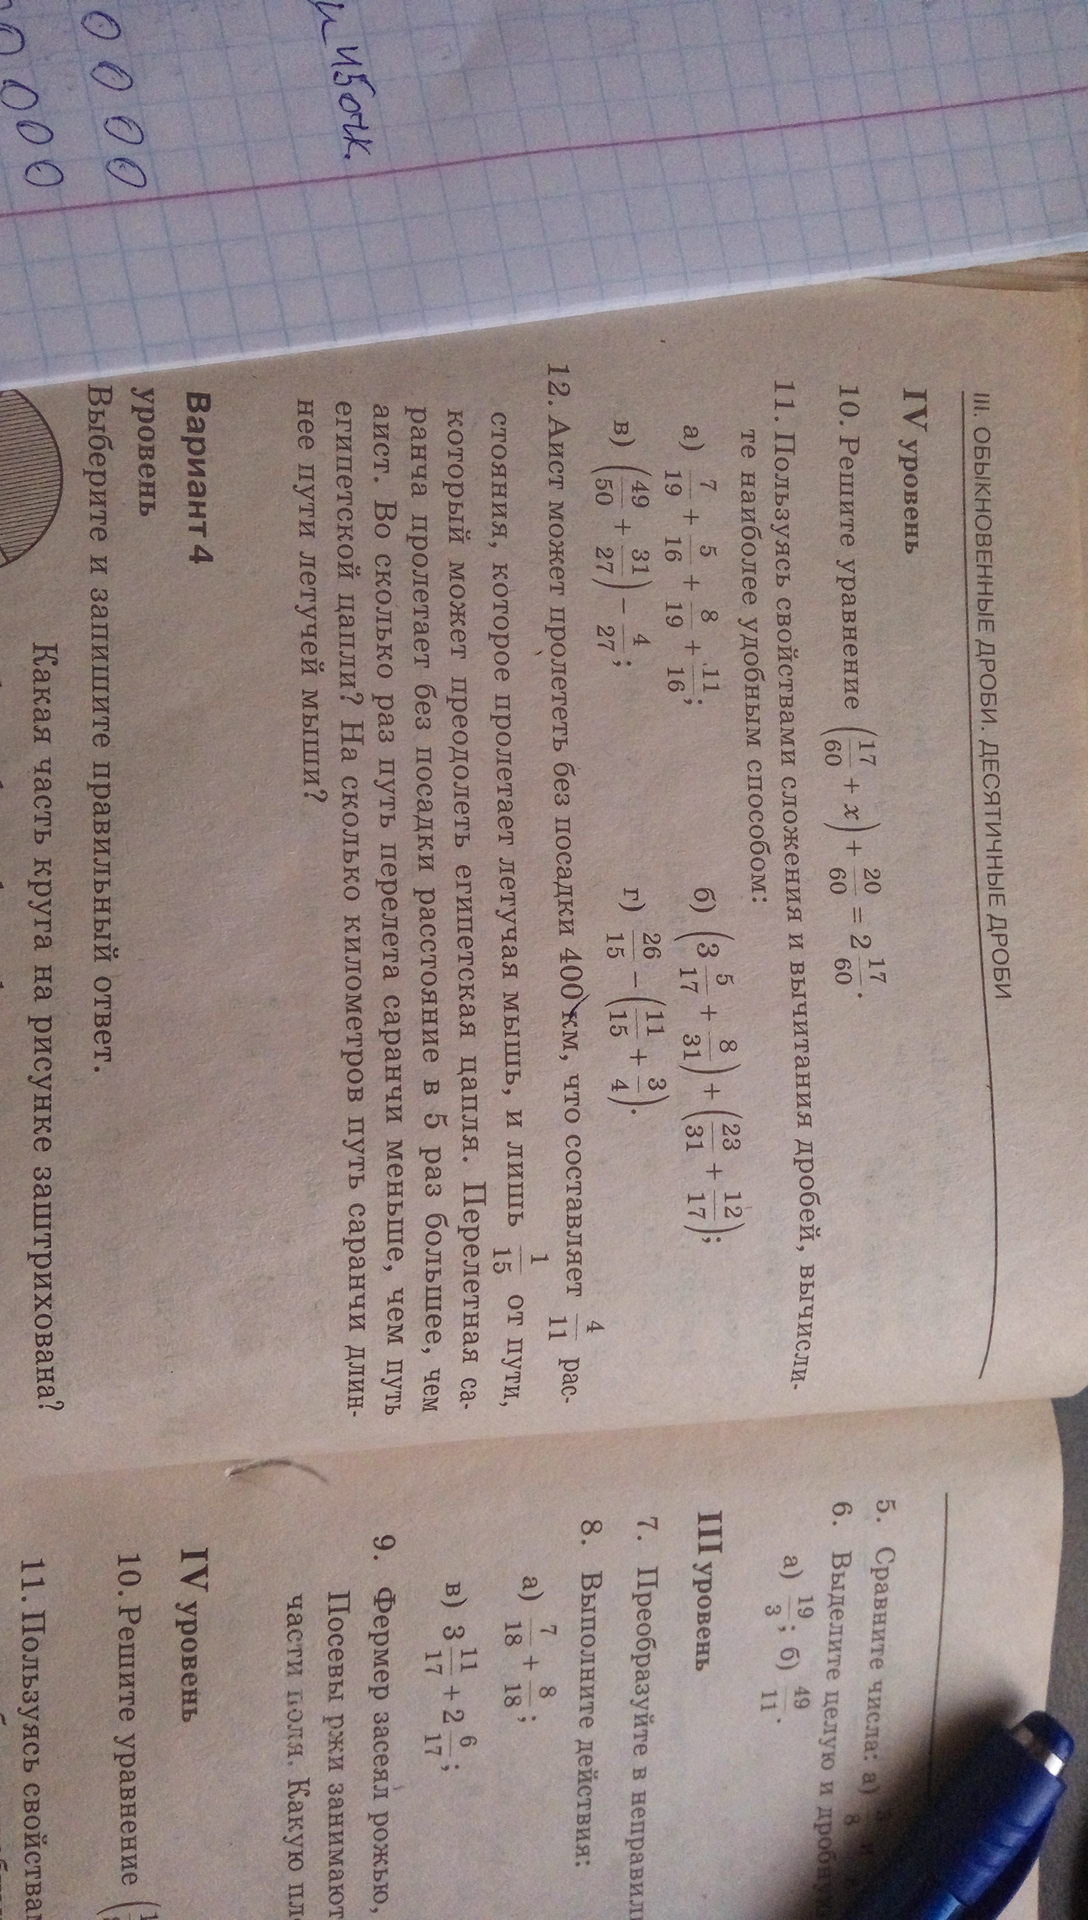 и избочк.
0 0 0 0
0 0 0 0
III. ОБЫКНОВЕННЫЕ ДРОБИ. ДЕСЯТИЧНЫЕ ДРОБИ
IV уровень
10. Решите уравнение (17/60 + x) + 20/60 = 2 17/60.
11. Пользуясь свойствами сложения и вычитания дробей, вычисли-
те наиболее удобным способом:
а) 7/19 + 5/16 + 8/19 + 11/16; б) (3 5/17 + 8/31) + (23/31 + 12/17);
в) (49/50 + 31/27) − 4/27; г) 26/15 − (11/15 + 3/4).
12. Аист может пролететь без посадки 400 км, что составляет 4/11 рас-
стояния, которое пролетает летучая мышь, и лишь 1/15 от пути,
который может преодолеть египетская цапля. Перелетная са-
ранча пролетает без посадки расстояние в 5 раз большее, чем
аист. Во сколько раз путь перелета саранчи меньше, чем путь
египетской цапли? На сколько километров путь саранчи длин-
нее пути летучей мыши?
Вариант 4
уровень
Выберите и запишите правильный ответ.
Какая часть круга на рисунке заштрихована?
5. Сравните числа: а)
6. Выделите целую и
а) 19/3; б) 49/11.
III уровень
7. Преобразуйте в
8. Выполните действия:
а) 7/18 + 8/18;
в) 3 11/17 + 2 6/17;
9. Фермер засеял рожью,
Посевы ржи занимают
части поля. Какую
IV уровень
10. Решите уравнение (
11. Пользуясь